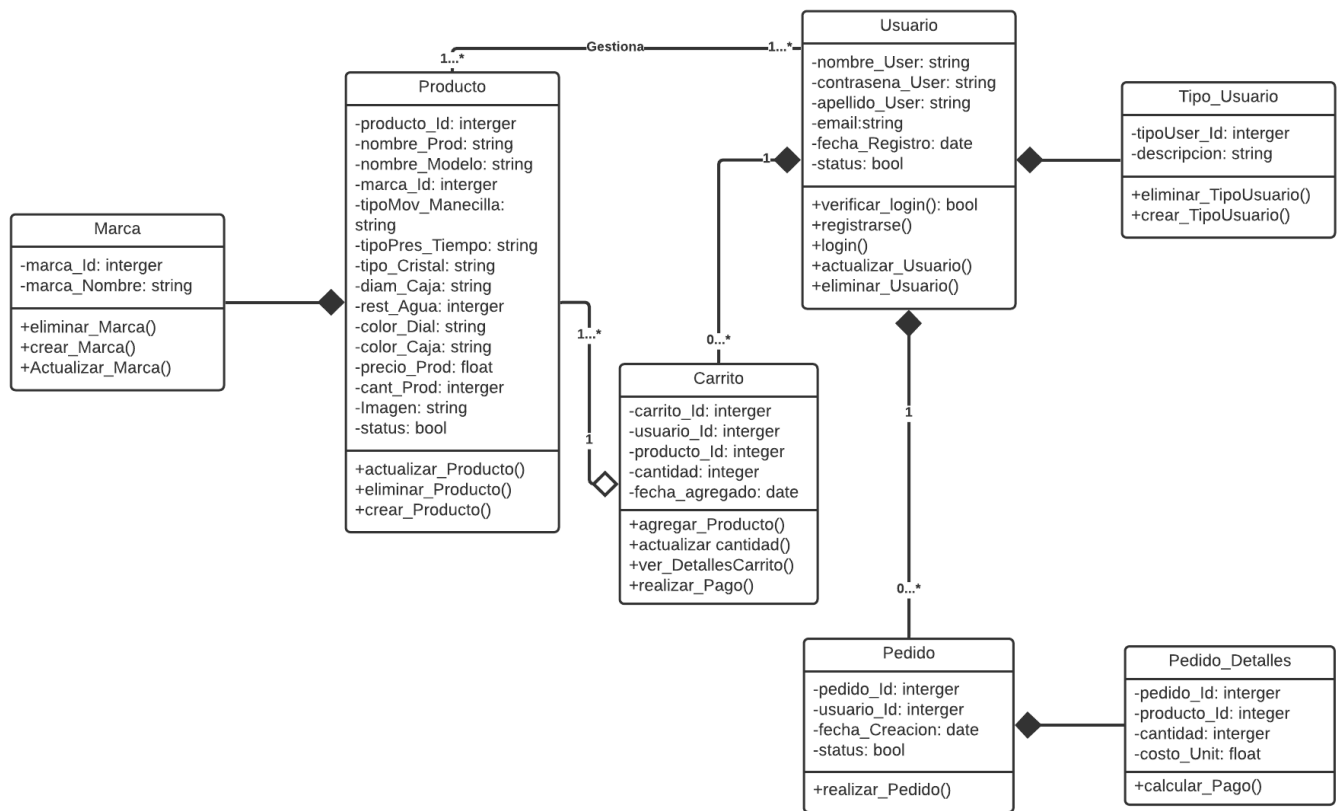 Usuario
-nombre_User: string
-contrasena_User: string
-apellido_User: string
-email:string
-fecha_Registro: date
-status: bool
+verificar_login(): bool
+registrarse()
+login()
+actualizar_Usuario()
+eliminar_Usuario()
Gestiona
1...*
1...*
Producto
-producto_Id: interger
-nombre_Prod: string
-nombre_Modelo: string
-marca_Id: interger
-tipoMov_Manecilla:
string
-tipoPres_Tiempo: string
-tipo_Cristal: string
-diam_Caja: string
-rest_Agua: interger
-color_Dial: string
-color_Caja: string
-precio_Prod: float
-cant_Prod: interger
-Imagen: string
-status: bool
+actualizar_Producto()
+eliminar_Producto()
+crear_Producto()
Tipo_Usuario
-tipoUser_Id: interger
-descripcion: string
+eliminar_TipoUsuario()
+crear_TipoUsuario()
Marca
-marca_Id: interger
-marca_Nombre: string
+eliminar_Marca()
+crear_Marca()
+Actualizar_Marca()
1
0...*
1...*
1
Carrito
-carrito_Id: interger
-usuario_Id: interger
-producto_Id: integer
-cantidad: integer
-fecha_agregado: date
+agregar_Producto()
+actualizar cantidad()
+ver_DetallesCarrito()
+realizar_Pago()
1
0...*
Pedido
-pedido_Id: interger
-usuario_Id: interger
-fecha_Creacion: date
-status: bool
+realizar_Pedido()
Pedido_Detalles
-pedido_Id: interger
-producto_Id: integer
-cantidad: interger
-costo_Unit: float
+calcular_Pago()